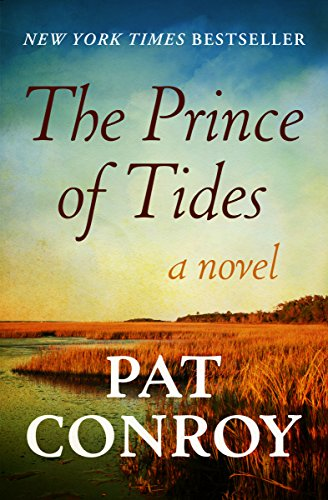 NEW YORK TIMES BESTSELLER
The Prince
of Tides
a novel
PAT
CONROY